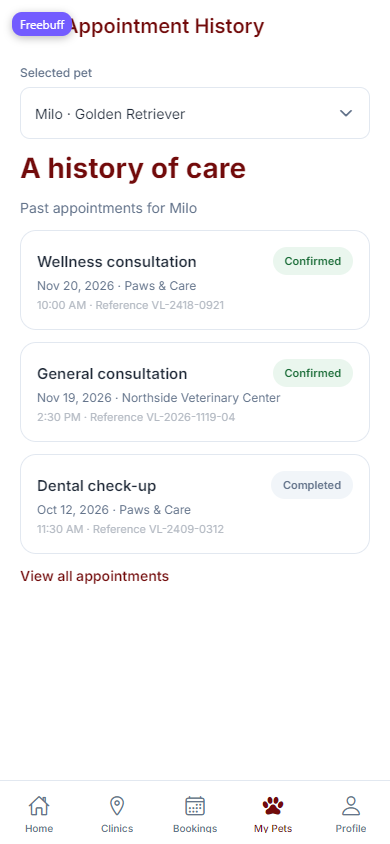 Freebuff
Appointment History
Selected pet
Milo · Golden Retriever
A history of care
Past appointments for Milo
Wellness consultation
Confirmed
Nov 20, 2026 · Paws & Care
10:00 AM · Reference VL-2418-0921
General consultation
Confirmed
Nov 19, 2026 · Northside Veterinary Center
2:30 PM · Reference VL-2026-1119-04
Dental check-up
Completed
Oct 12, 2026 · Paws & Care
11:30 AM · Reference VL-2409-0312
View all appointments
Home
Clinics
Bookings
My Pets
Profile